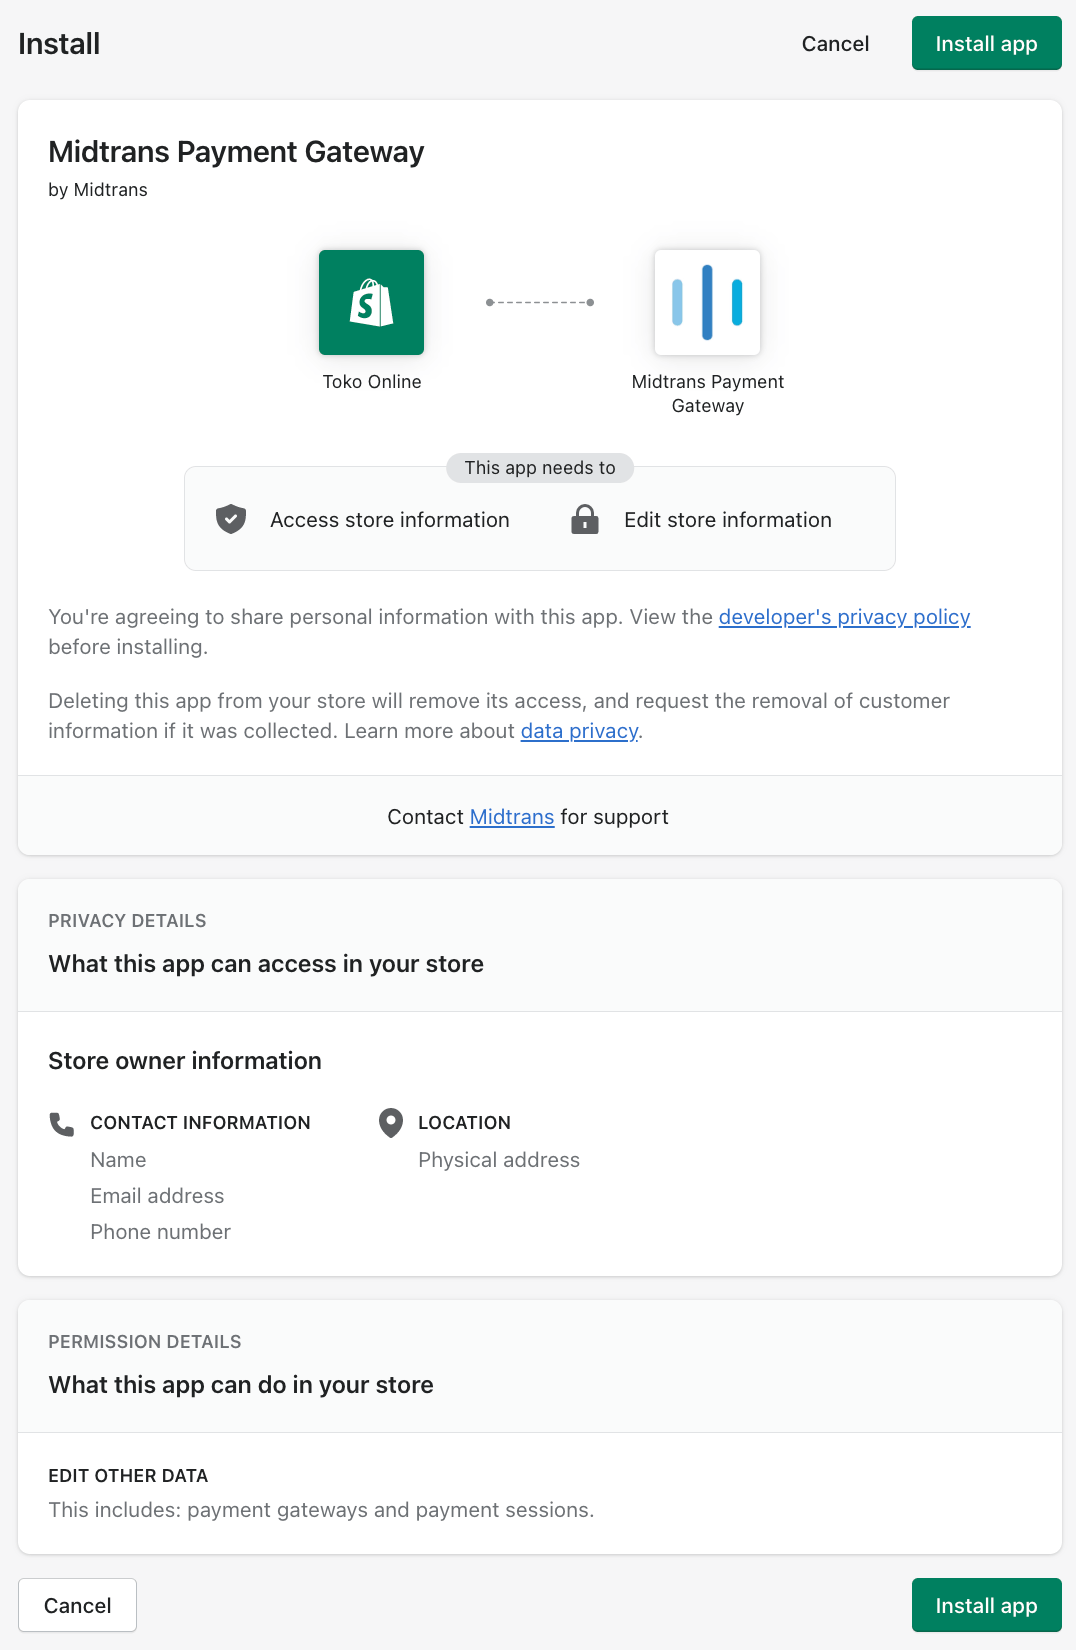 Install
Cancel
Install app
Midtrans Payment Gateway
by Midtrans
Toko Online
Midtrans Payment
Gateway
This app needs to
Access store information
Edit store information
You're agreeing to share personal information with this app. View the developer's privacy policy
before installing.
Deleting this app from your store will remove its access, and request the removal of customer
information if it was collected. Learn more about data privacy.
Contact Midtrans for support
PRIVACY DETAILS
What this app can access in your store
Store owner information
CONTACT INFORMATION
Name
Email address
Phone number
LOCATION
Physical address
PERMISSION DETAILS
What this app can do in your store
EDIT OTHER DATA
This includes: payment gateways and payment sessions.
Cancel
Install app